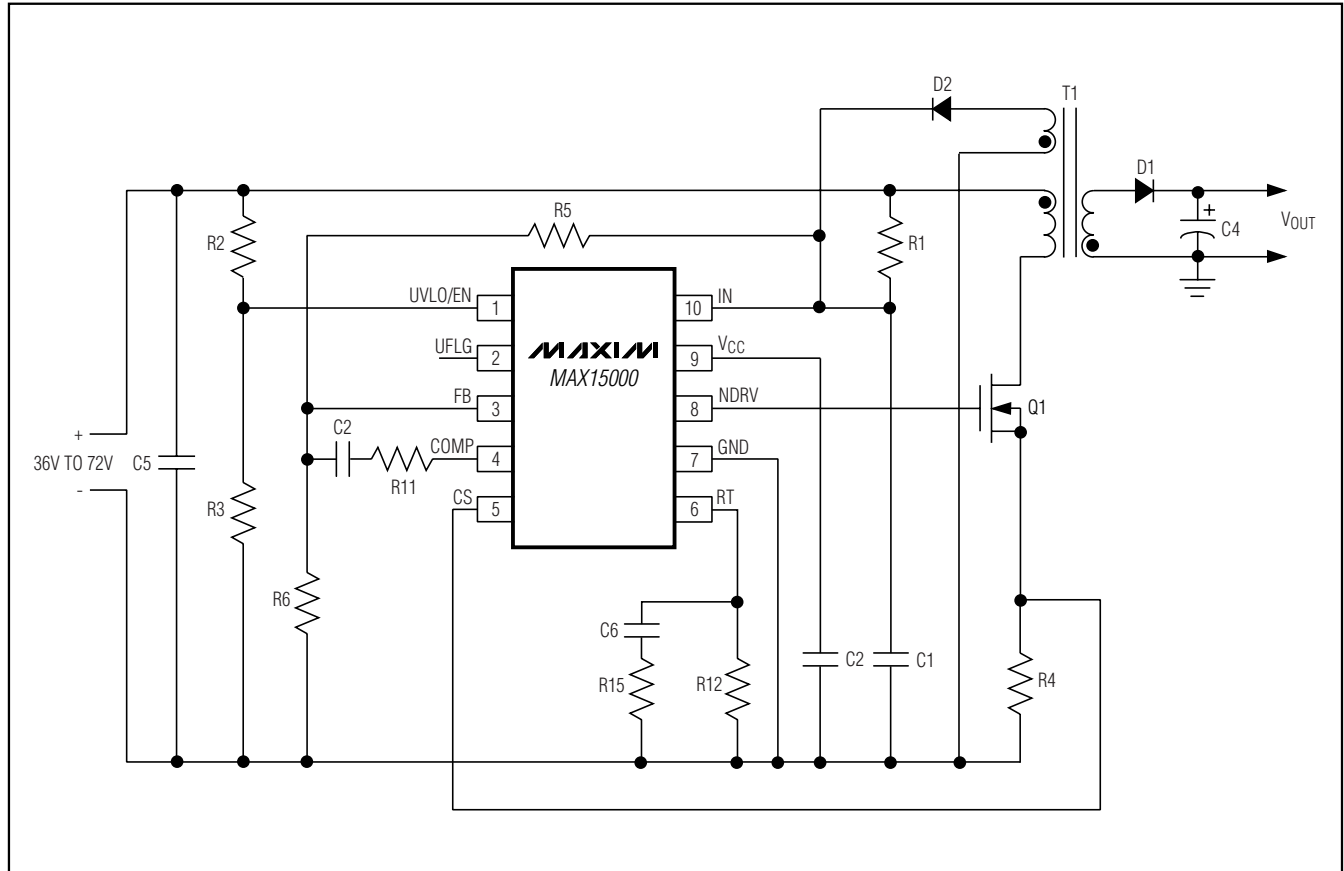 D2
T1
D1
+
C4
VOUT
R5
R2
R1
UVLO/EN
1
10
IN
UFLG
2
MAXIM
MAX15000
9
VCC
FB
3
8
NDRV
Q1
C2
R11
COMP
4
7
GND
+
36V TO 72V
-
C5
R3
CS
5
6
RT
R6
C6
R15
R12
C2
C1
R4